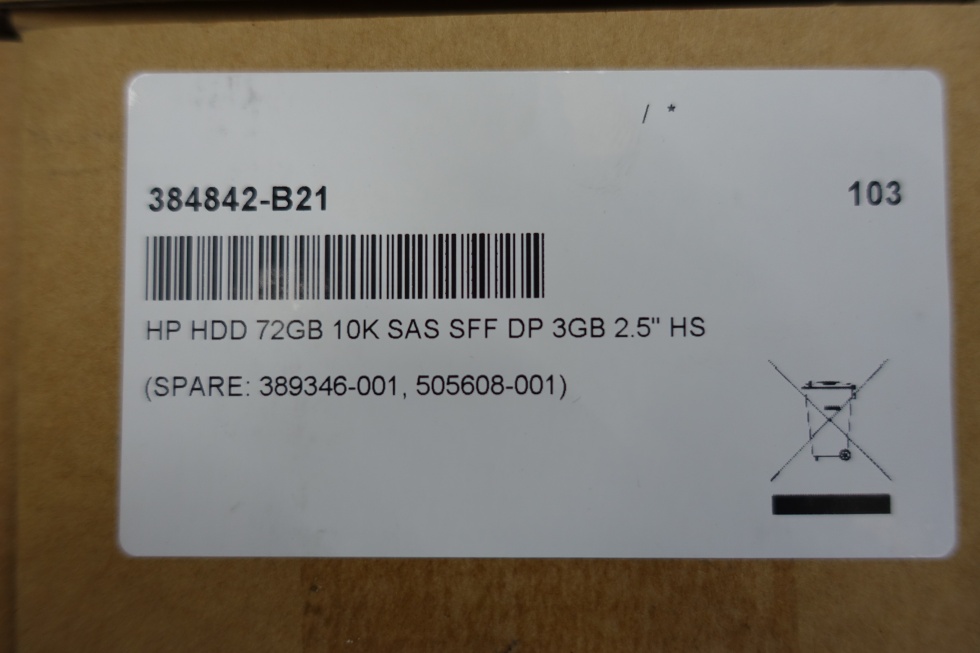 / *
384842-B21 103
HP HDD 72GB 10K SAS SFF DP 3GB 2.5" HS
(SPARE: 389346-001, 505608-001)